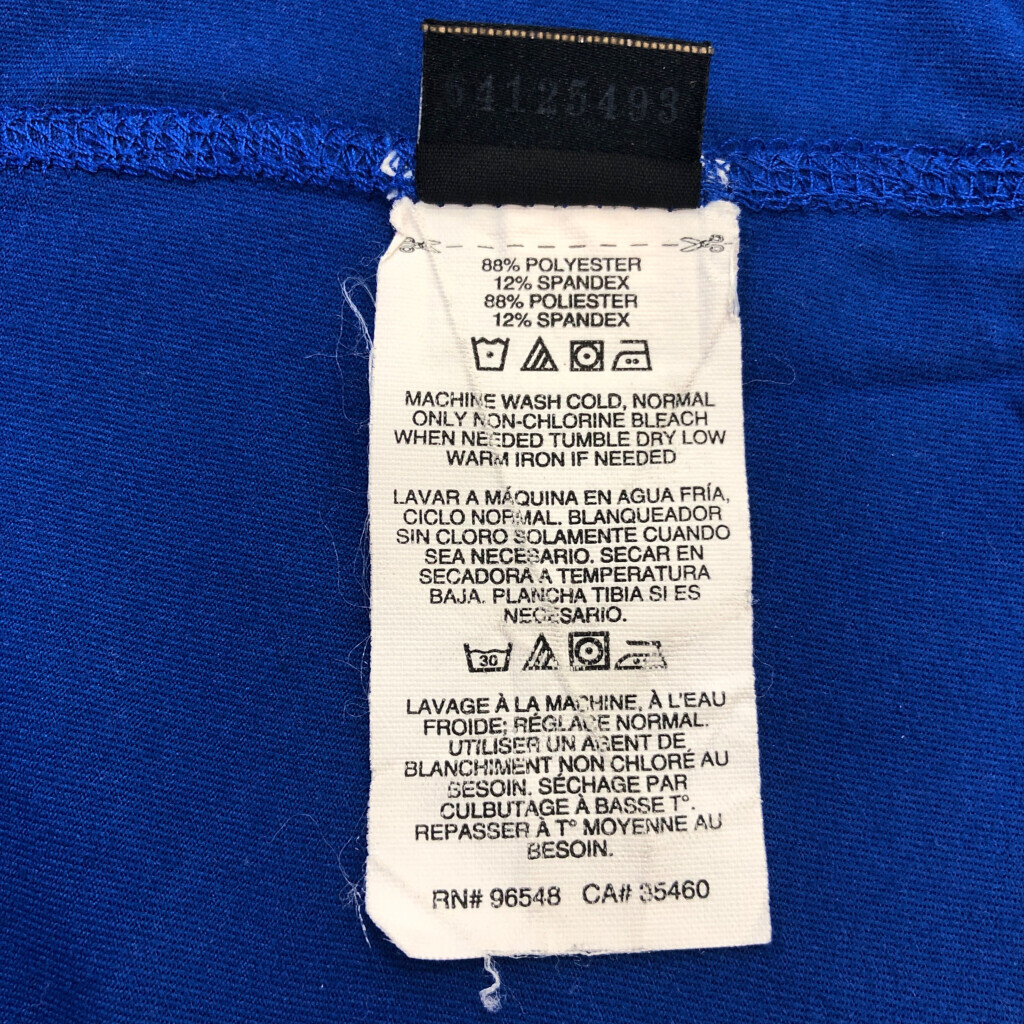 64125493
88% POLYESTER
12% SPANDEX
88% POLIESTER
12% SPANDEX
MACHINE WASH COLD, NORMAL
ONLY NON-CHLORINE BLEACH
WHEN NEEDED TUMBLE DRY LOW
WARM IRON IF NEEDED
LAVAR A MÁQUINA EN AGUA FRÍA,
CICLO NORMAL. BLANQUEADOR
SIN CLORO SOLAMENTE CUANDO
SEA NECESARIO. SECAR EN
SECADORA A TEMPERATURA
BAJA. PLANCHA TIBIA SI ES
NECESARIO.
30
LAVAGE À LA MACHINE, À L'EAU
FROIDE; RÉGLAGE NORMAL.
UTILISER UN AGENT DE
BLANCHIMENT NON CHLORÉ AU
BESOIN. SÉCHAGE PAR
CULBUTAGE À BASSE T°.
REPASSER À T° MOYENNE AU
BESOIN.
RN# 96548 CA# 35460